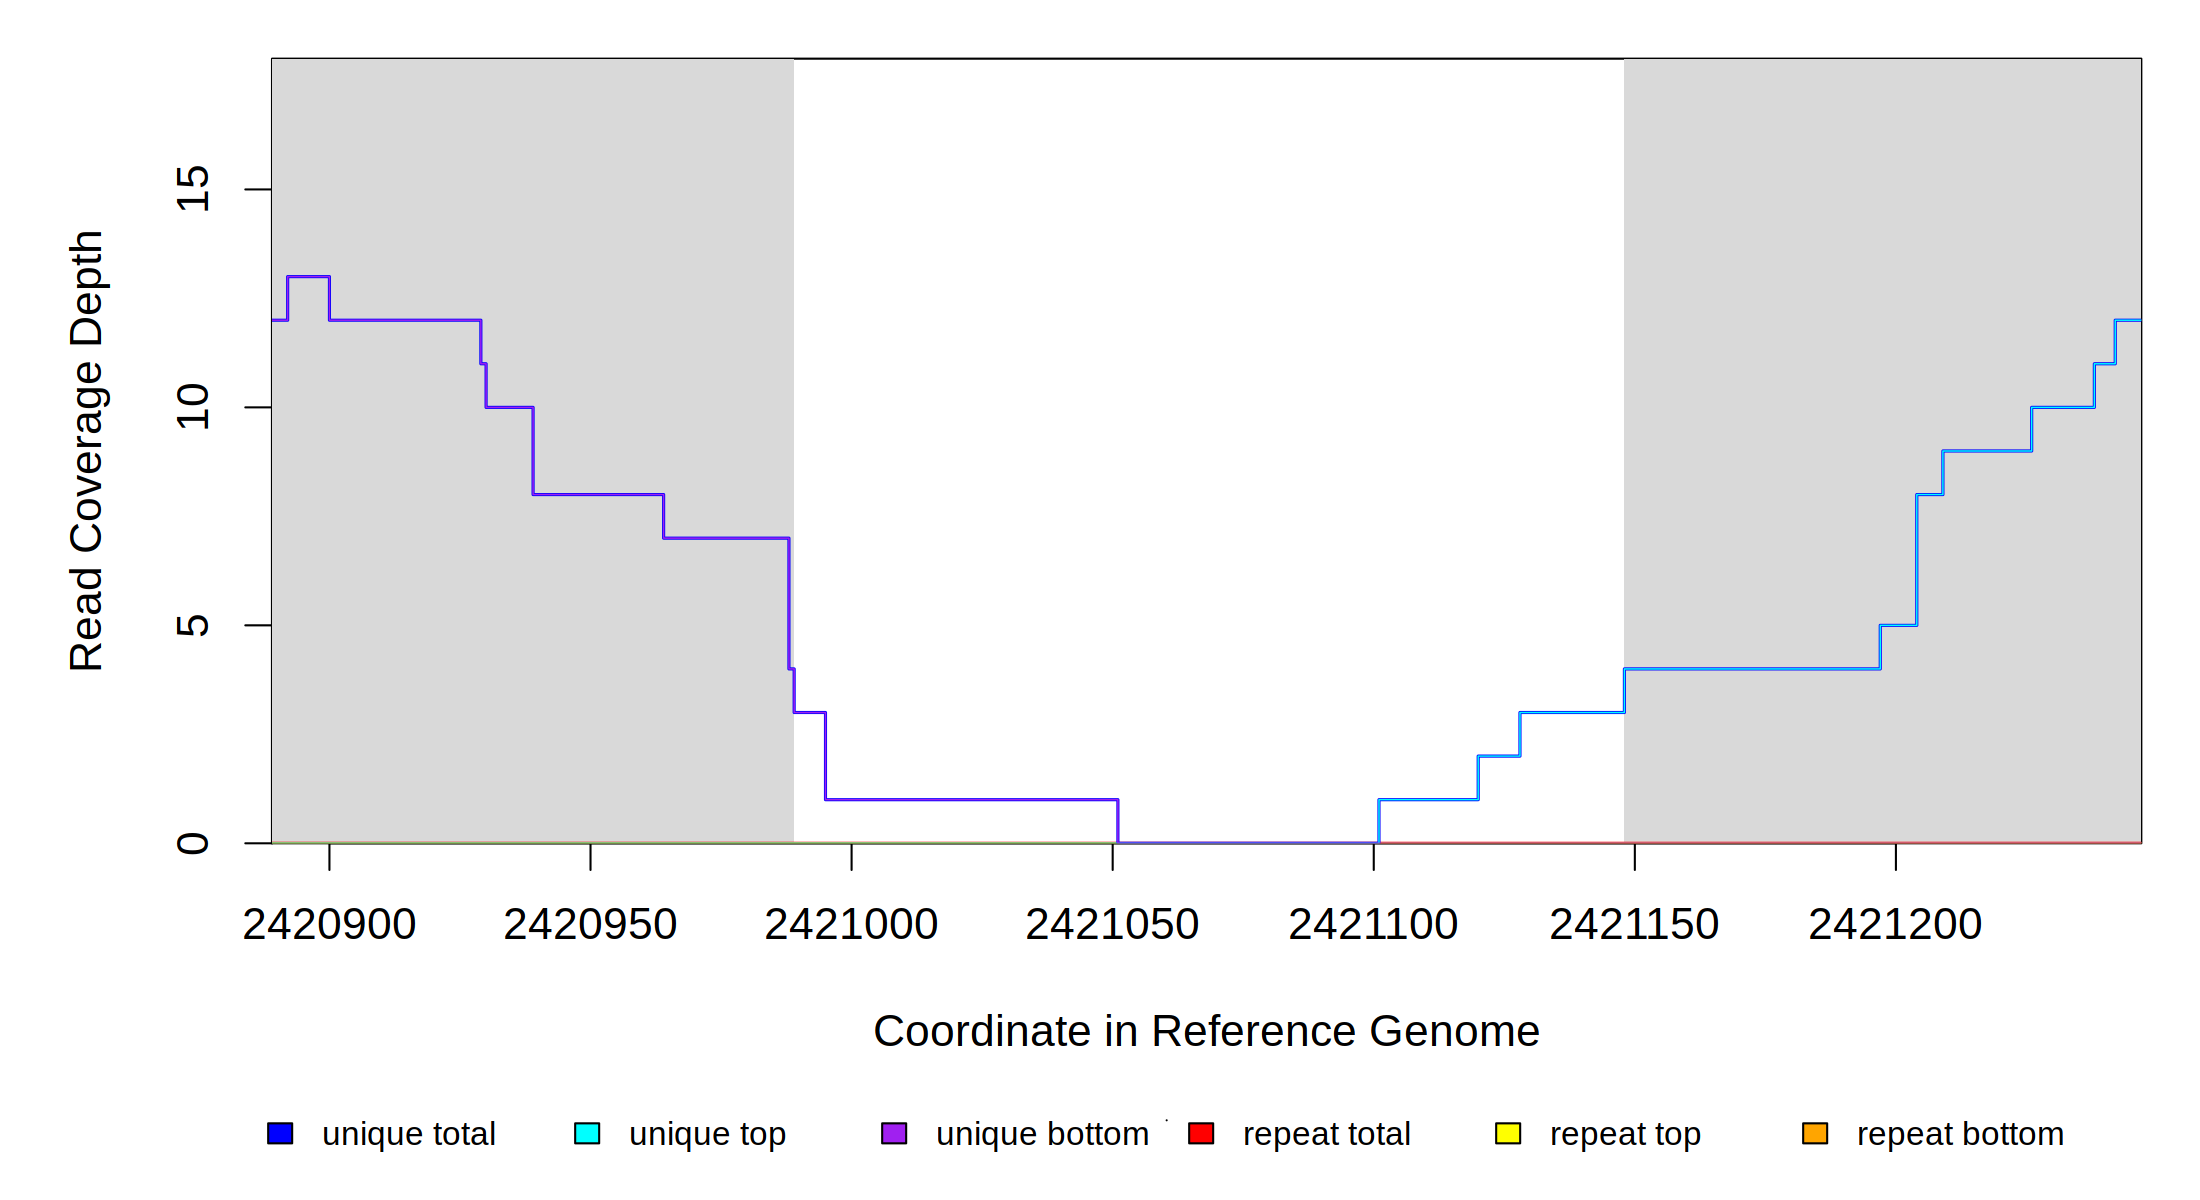 Read Coverage Depth
15
10
5
0
2420900 2420950 2421000 2421050 2421100 2421150 2421200
Coordinate in Reference Genome
unique total unique top unique bottom repeat total repeat top repeat bottom